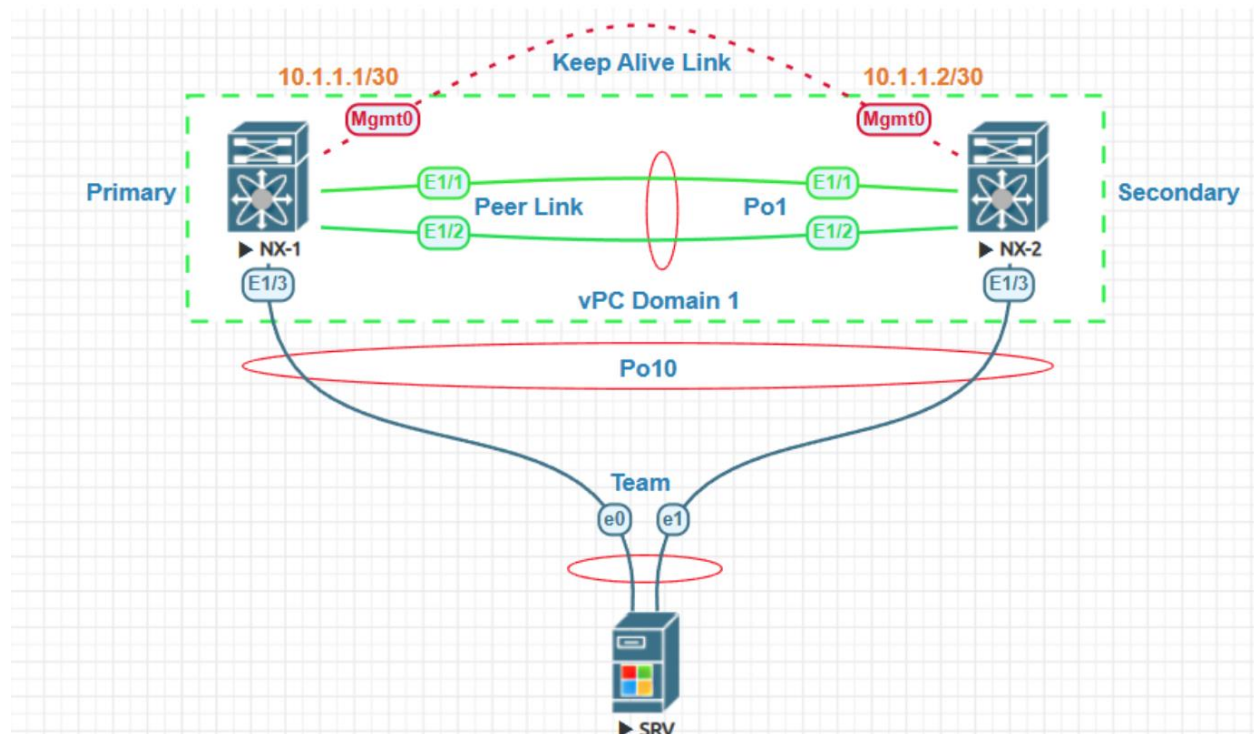 Keep Alive Link
10.1.1.1/30
10.1.1.2/30
Mgmt0
Mgmt0
Primary
E1/1
E1/1
Secondary
Peer Link
Po1
E1/2
E1/2
NX-1
NX-2
E1/3
E1/3
vPC Domain 1
Po10
Team
e0
e1
SRV